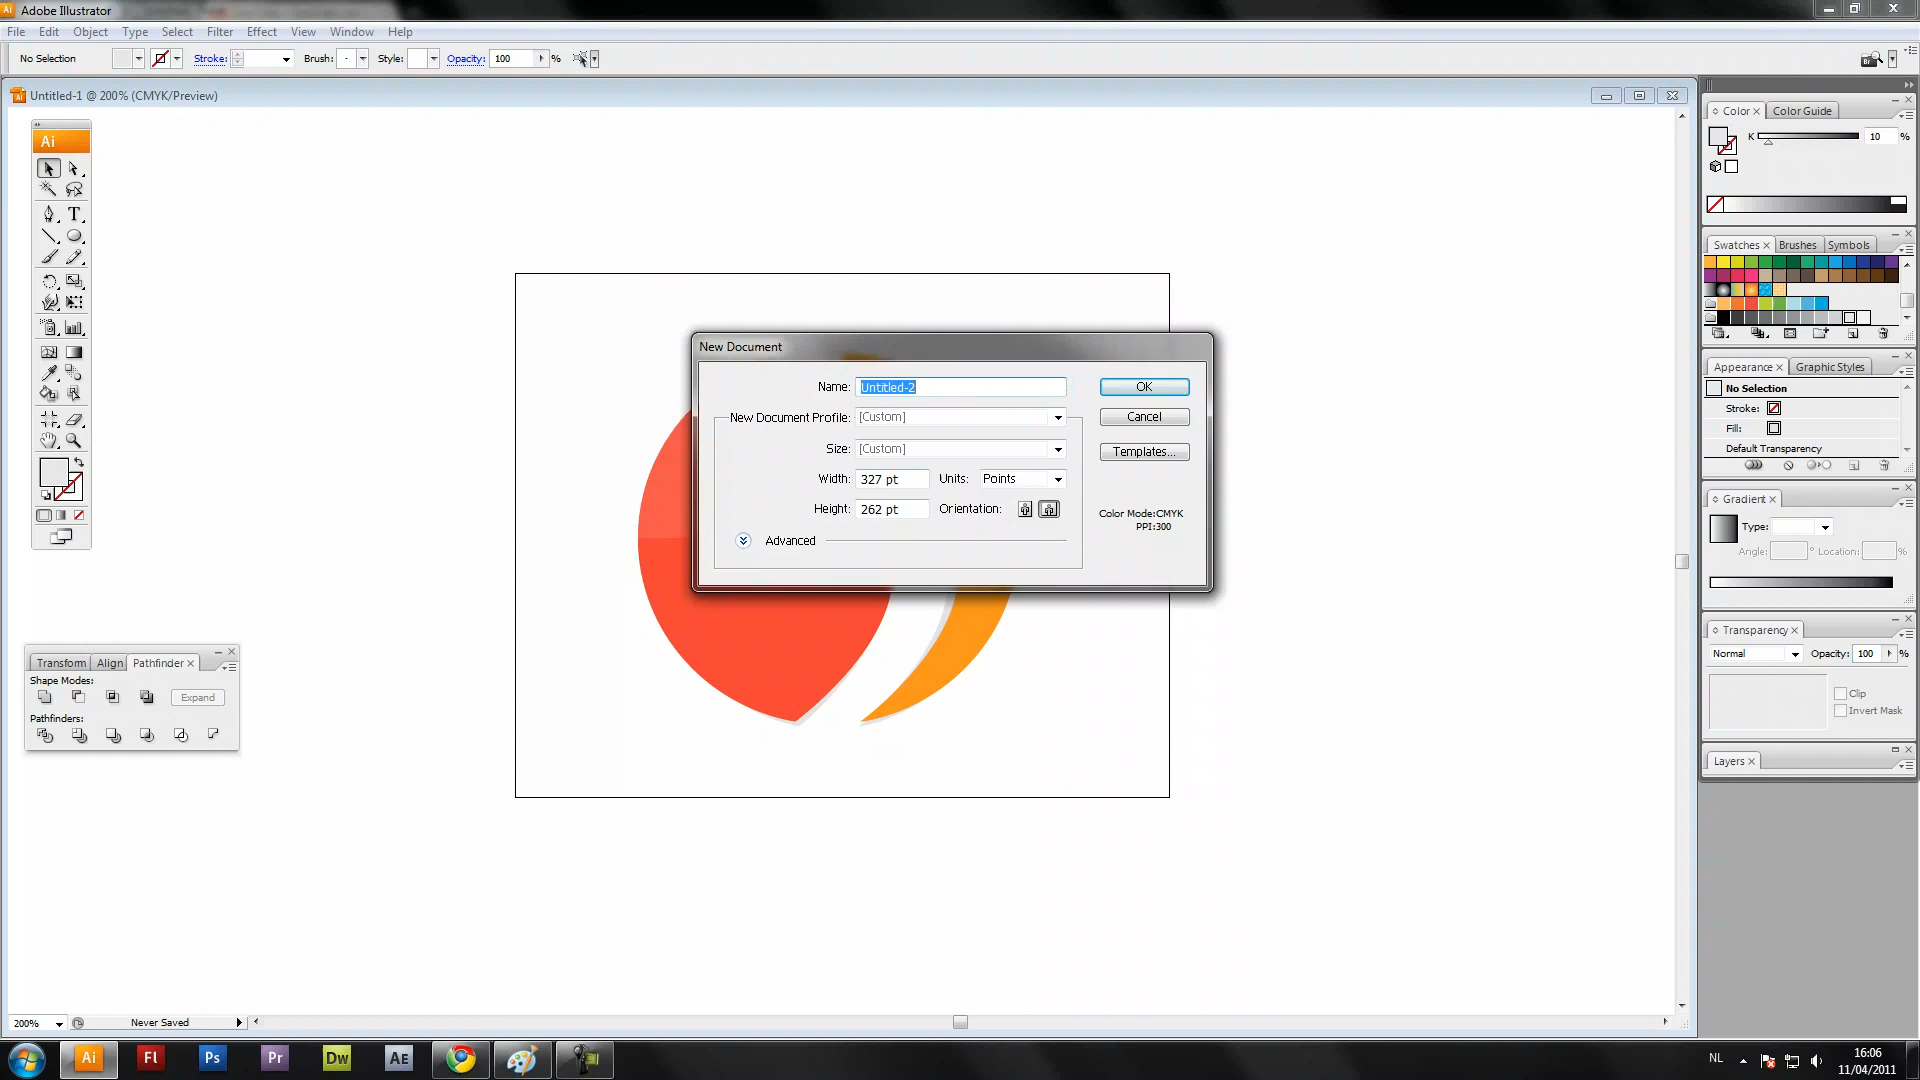 Ai Adobe Illustrator
File Edit Object Type Select Filter Effect View Window Help
No Selection Stroke: Brush: Style: Opacity: 100 %
Untitled-1 @ 200% (CMYK/Preview)
Ai
Color Color Guide
K 10 %
Swatches Brushes Symbols
Appearance Graphic Styles
No Selection
Stroke:
Fill:
Default Transparency
Gradient
Type:
Angle: ° Location: %
Transparency
Normal Opacity: 100 %
Clip
Invert Mask
Layers
New Document
Name: Untitled-2 OK
New Document Profile: [Custom] Cancel
Size: [Custom] Templates...
Width: 327 pt Units: Points
Height: 262 pt Orientation:
Color Mode:CMYK
PPI:300
Advanced
Transform Align Pathfinder
Shape Modes:
Expand
Pathfinders:
200% Never Saved
Ai Fl Ps Pr Dw AE
NL 16:06
11/04/2011